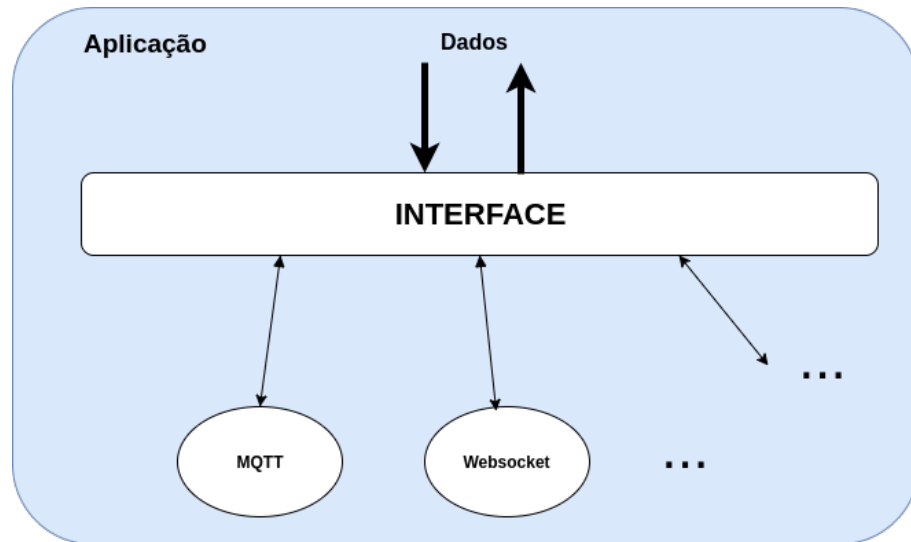 Aplicação
Dados
INTERFACE
...
MQTT
Websocket
...